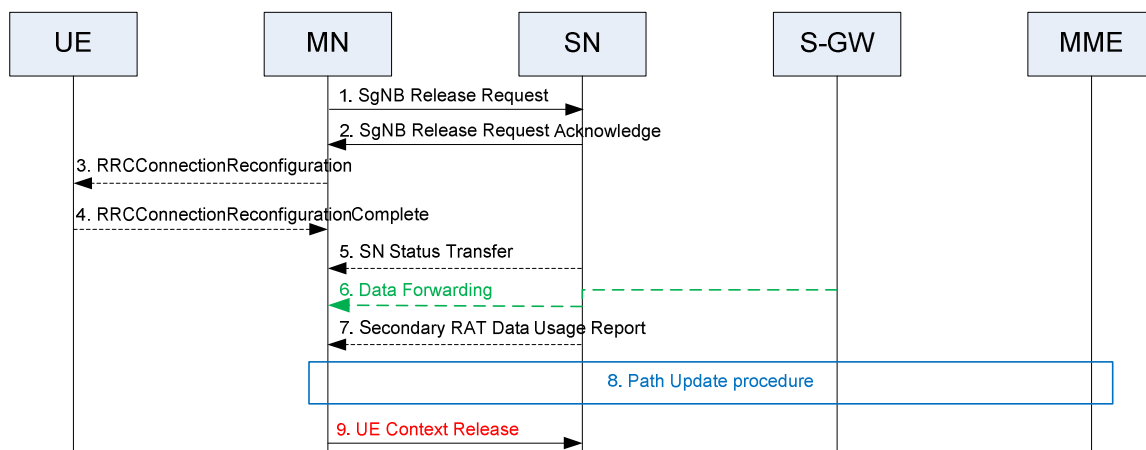 UE
MN
SN
S-GW
MME
1. SgNB Release Request
2. SgNB Release Request Acknowledge
3. RRCConnectionReconfiguration
4. RRCConnectionReconfigurationComplete
5. SN Status Transfer
6. Data Forwarding
7. Secondary RAT Data Usage Report
8. Path Update procedure
9. UE Context Release